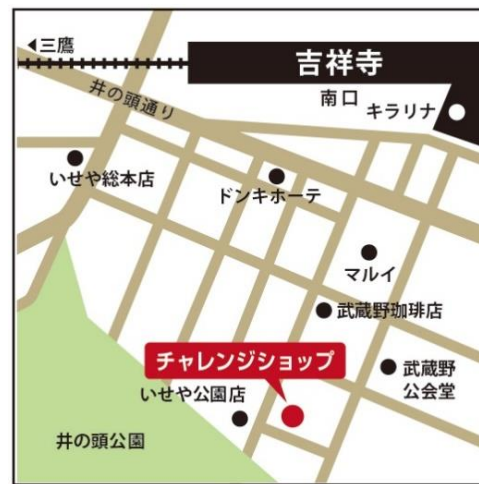 ◀三鷹
吉祥寺
南口
キラリナ
井の頭通り
いせや総本店
ドンキホーテ
マルイ
武蔵野珈琲店
チャレンジショップ
武蔵野
公会堂
いせや公園店
井の頭公園